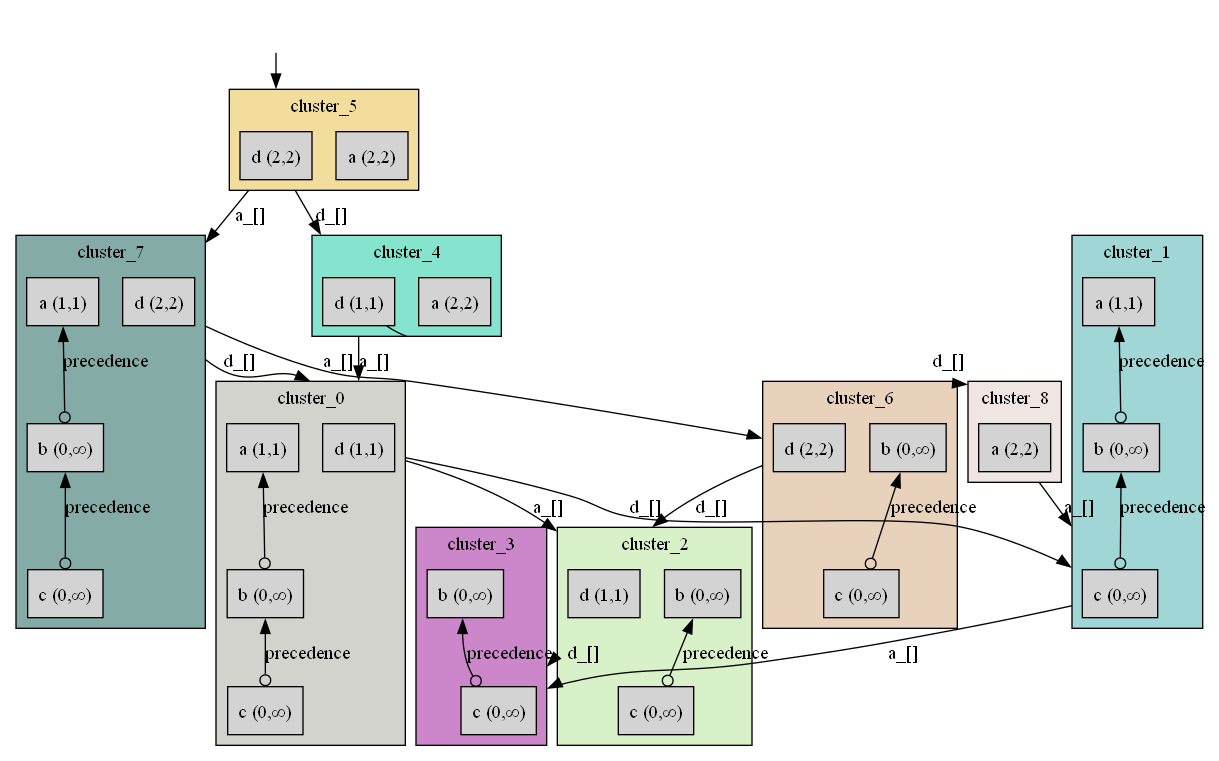 cluster_5
d (2,2) a (2,2)
a_[] d_[]
cluster_7 cluster_4 cluster_1
a (1,1) d (2,2) d (1,1) a (2,2) a (1,1)
precedence d_[] a_[] a_[] d_[] precedence
cluster_0 cluster_6 cluster_8
b (0,∞) a (1,1) d (1,1) d (2,2) b (0,∞) a (2,2) b (0,∞)
precedence precedence a_[] d_[] d_[] precedence a_[] precedence
cluster_3 cluster_2
c (0,∞) b (0,∞) b (0,∞) d (1,1) b (0,∞) c (0,∞) c (0,∞)
precedence precedence d_[] precedence a_[]
c (0,∞) c (0,∞) c (0,∞)